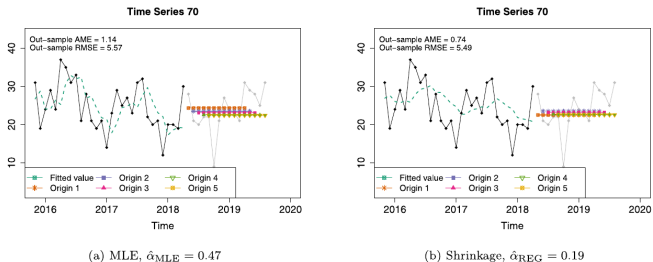 Time Series 70
Out-sample AME = 1.14
Out-sample RMSE = 5.57
40
30
20
10
Fitted value
Origin 1
Origin 2
Origin 3
Origin 4
Origin 5
2016
2017
2018
2019
2020
Time
(a) MLE, α̂MLE = 0.47
Time Series 70
Out-sample AME = 0.74
Out-sample RMSE = 5.49
40
30
20
10
Fitted value
Origin 1
Origin 2
Origin 3
Origin 4
Origin 5
2016
2017
2018
2019
2020
Time
(b) Shrinkage, α̂REG = 0.19